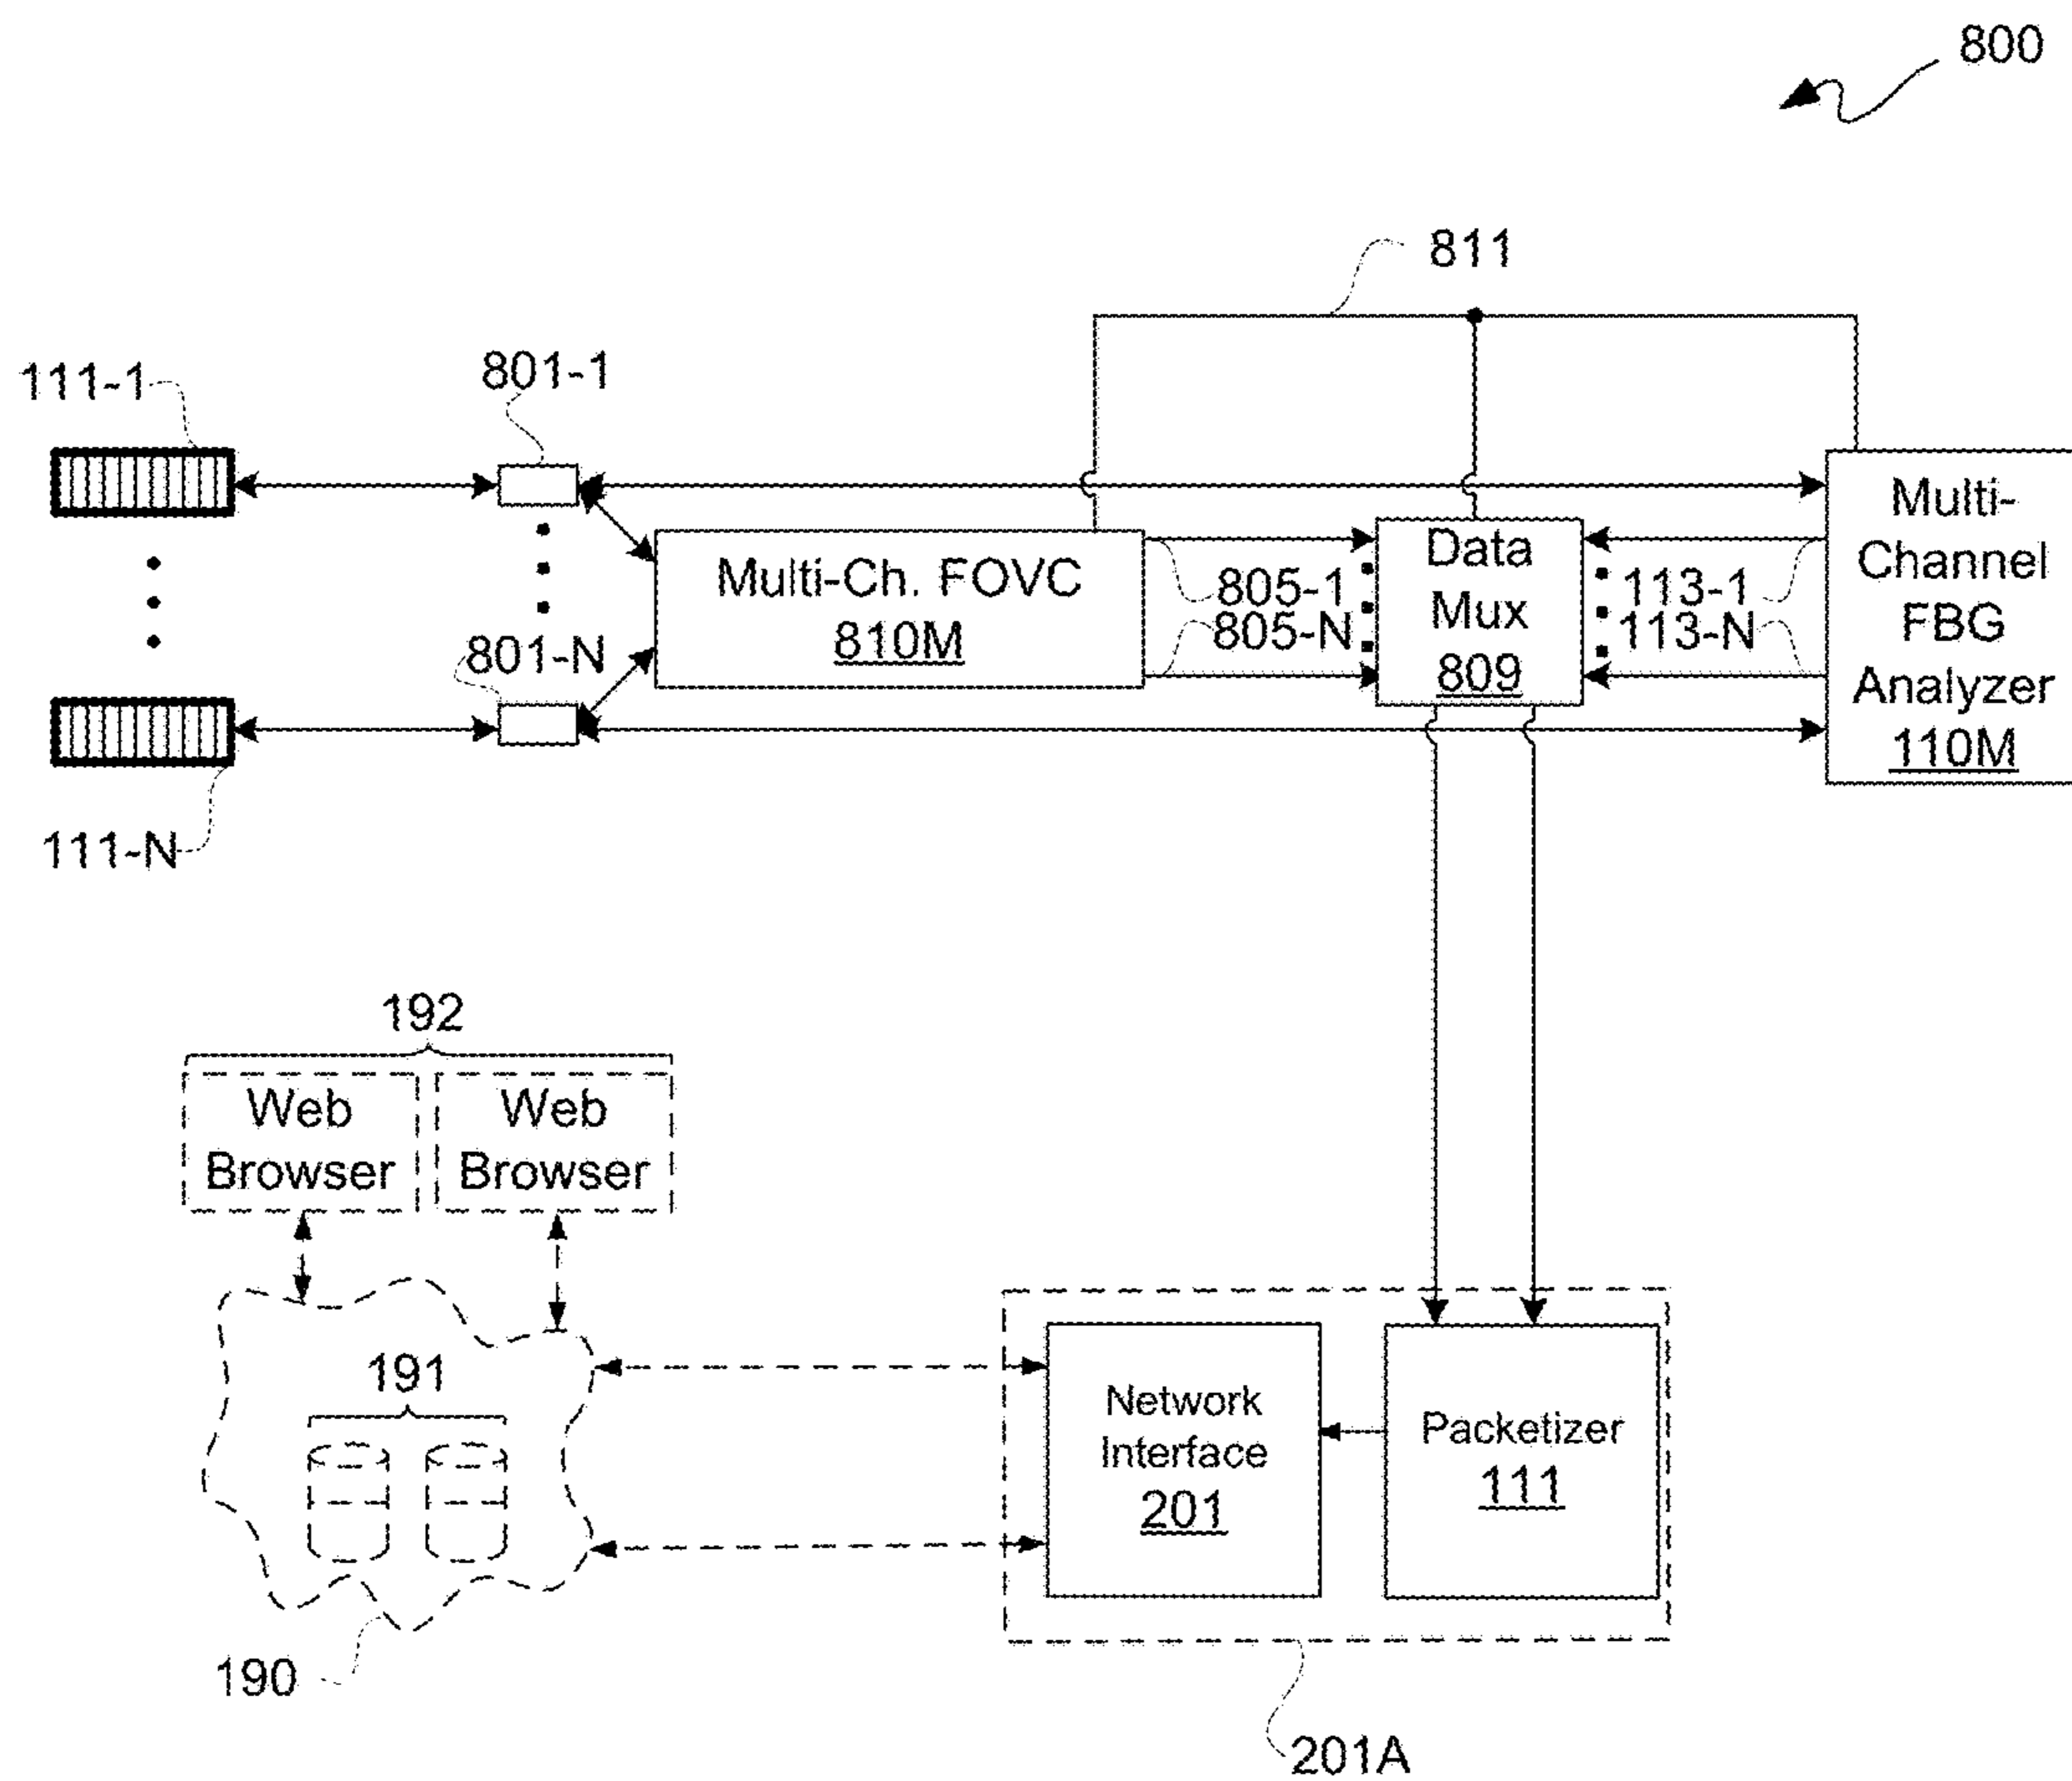 800
811
801-1
111-1
Multi-
Channel
FBG
Analyzer
110M
Data
Mux
809
Multi-Ch. FOVC
810M
805-1
805-N
113-1
113-N
801-N
111-N
192
Web
Browser
Web
Browser
191
Network
Interface
201
Packetizer
111
190
201A